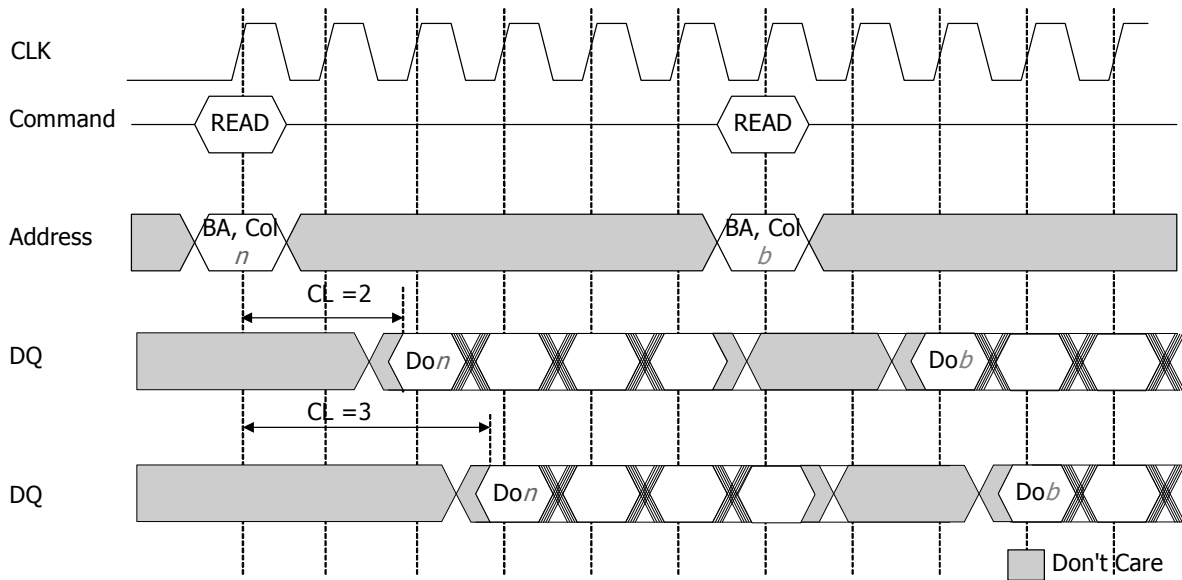 CLK
Command
READ
READ
Address
BA, Col
n
BA, Col
b
CL =2
DQ
Don
Dob
CL =3
DQ
Don
Dob
Don't Care